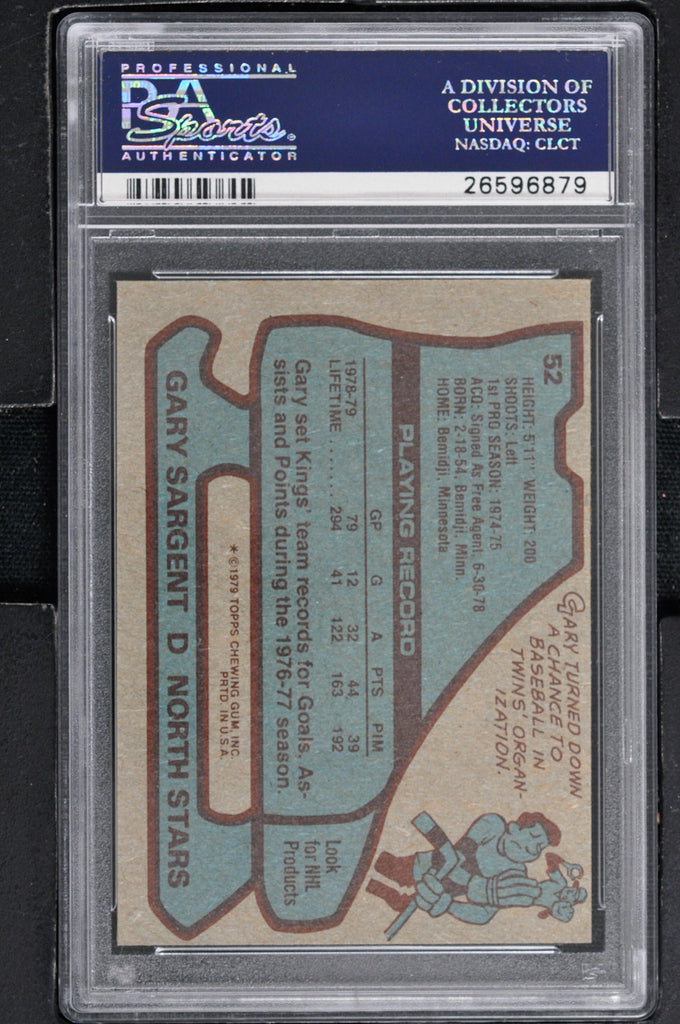 PROFESSIONAL
PSA
Sports
AUTHENTICATOR
A DIVISION OF
COLLECTORS
UNIVERSE
NASDAQ: CLCT
26596879
52
HEIGHT: 5'11" WEIGHT: 200
SHOOTS: Left
1st PRO SEASON: 1974-75
ACQ: Signed As Free Agent, 6-30-78
BORN: 2-18-54, Bemidji, Minn.
HOME: Bemidji, Minnesota
GARY TURNED DOWN
A CHANCE TO
BASEBALL IN
TWINS' ORGAN-
IZATION.
PLAYING RECORD
GP G A PTS PIM
1978-79 79 12 32 44 39
LIFETIME . . . . . . 294 41 122 163 192
Gary set Kings' team records for Goals, As-
sists and Points during the 1976-77 season.
Look
for NHL
Products
*©1979 TOPPS CHEWING GUM, INC.
PRTD. IN U.S.A.
GARY SARGENT D NORTH STARS